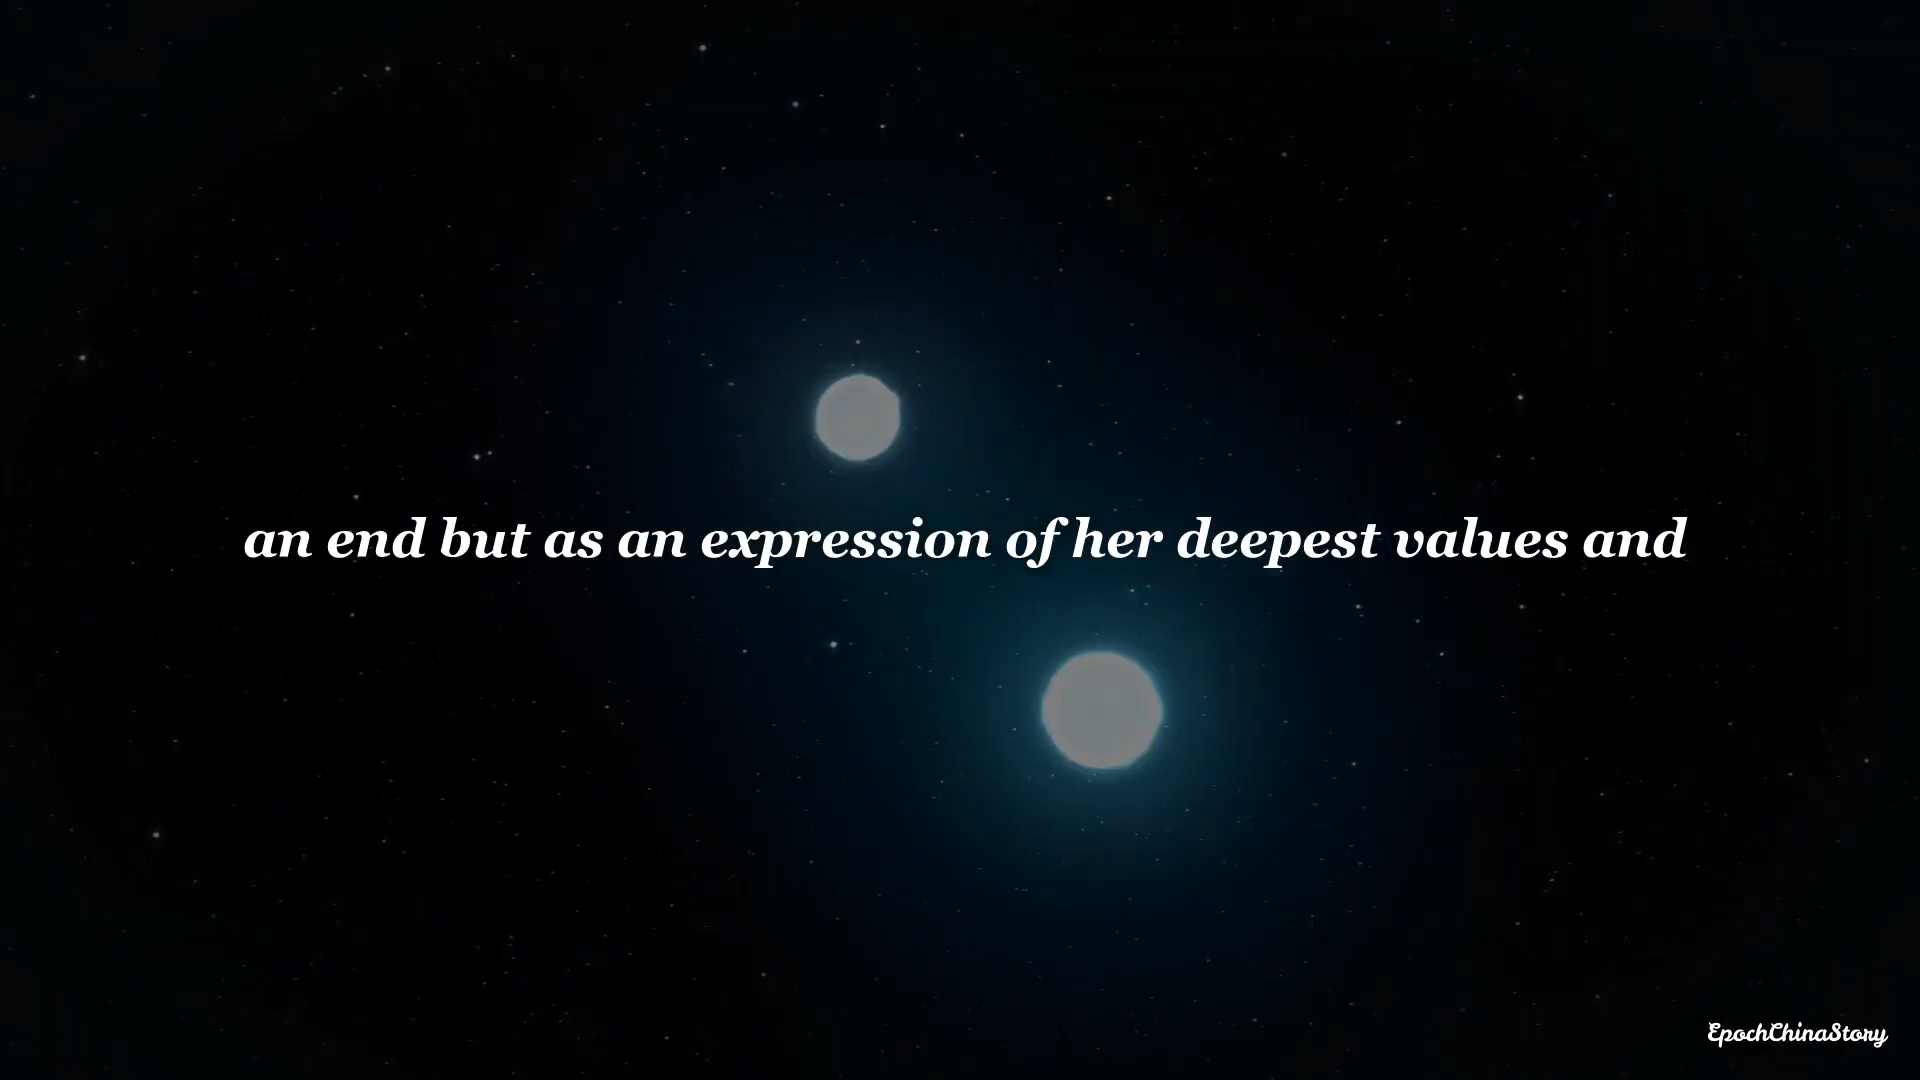 an end but as an expression of her deepest values and
EpochChinaStory